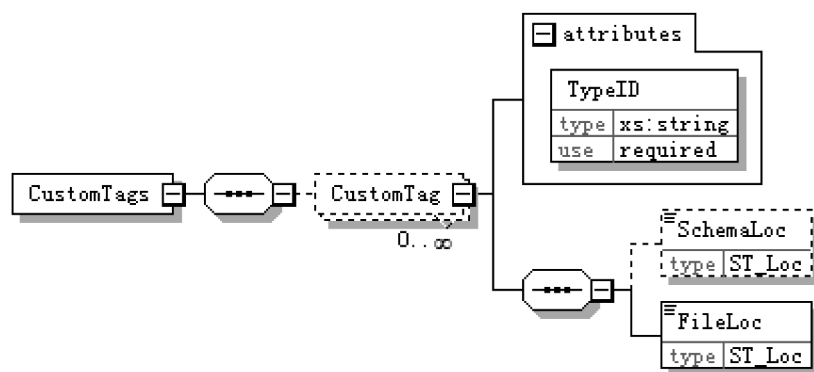 attributes
TypeID
type xs:string
use required
CustomTags
CustomTag
0..∞
SchemaLoc
type ST_Loc
FileLoc
type ST_Loc